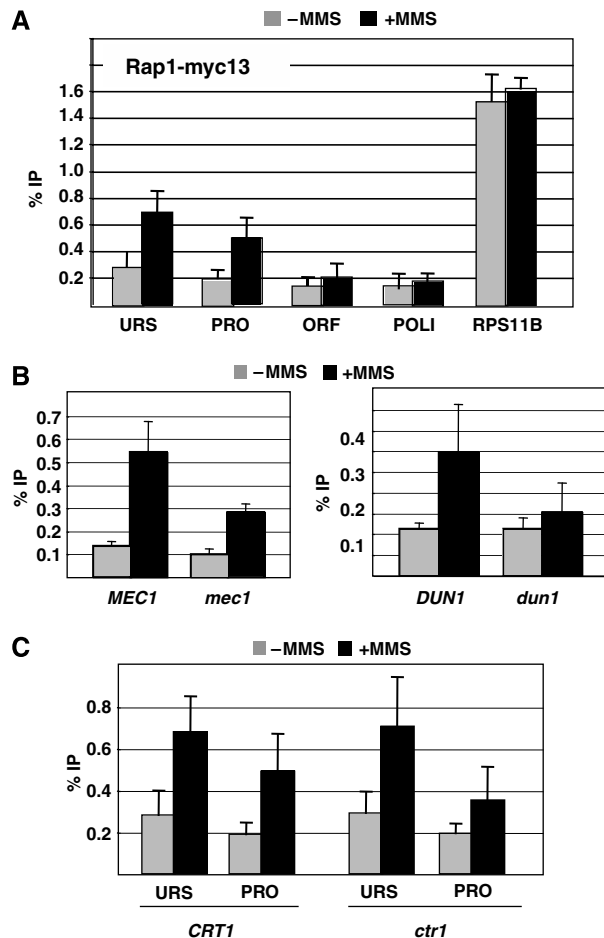 A
−MMS +MMS
Rap1-myc13
% IP
1.6
1.4
1.2
1.0
0.8
0.6
0.4
0.2
URS PRO ORF POLI RPS11B
B
−MMS +MMS
% IP
0.7
0.6
0.5
0.4
0.3
0.2
0.1
MEC1 mec1
% IP
0.4
0.3
0.2
0.1
DUN1 dun1
C
−MMS +MMS
% IP
0.8
0.6
0.4
0.2
URS PRO URS PRO
CRT1 ctr1